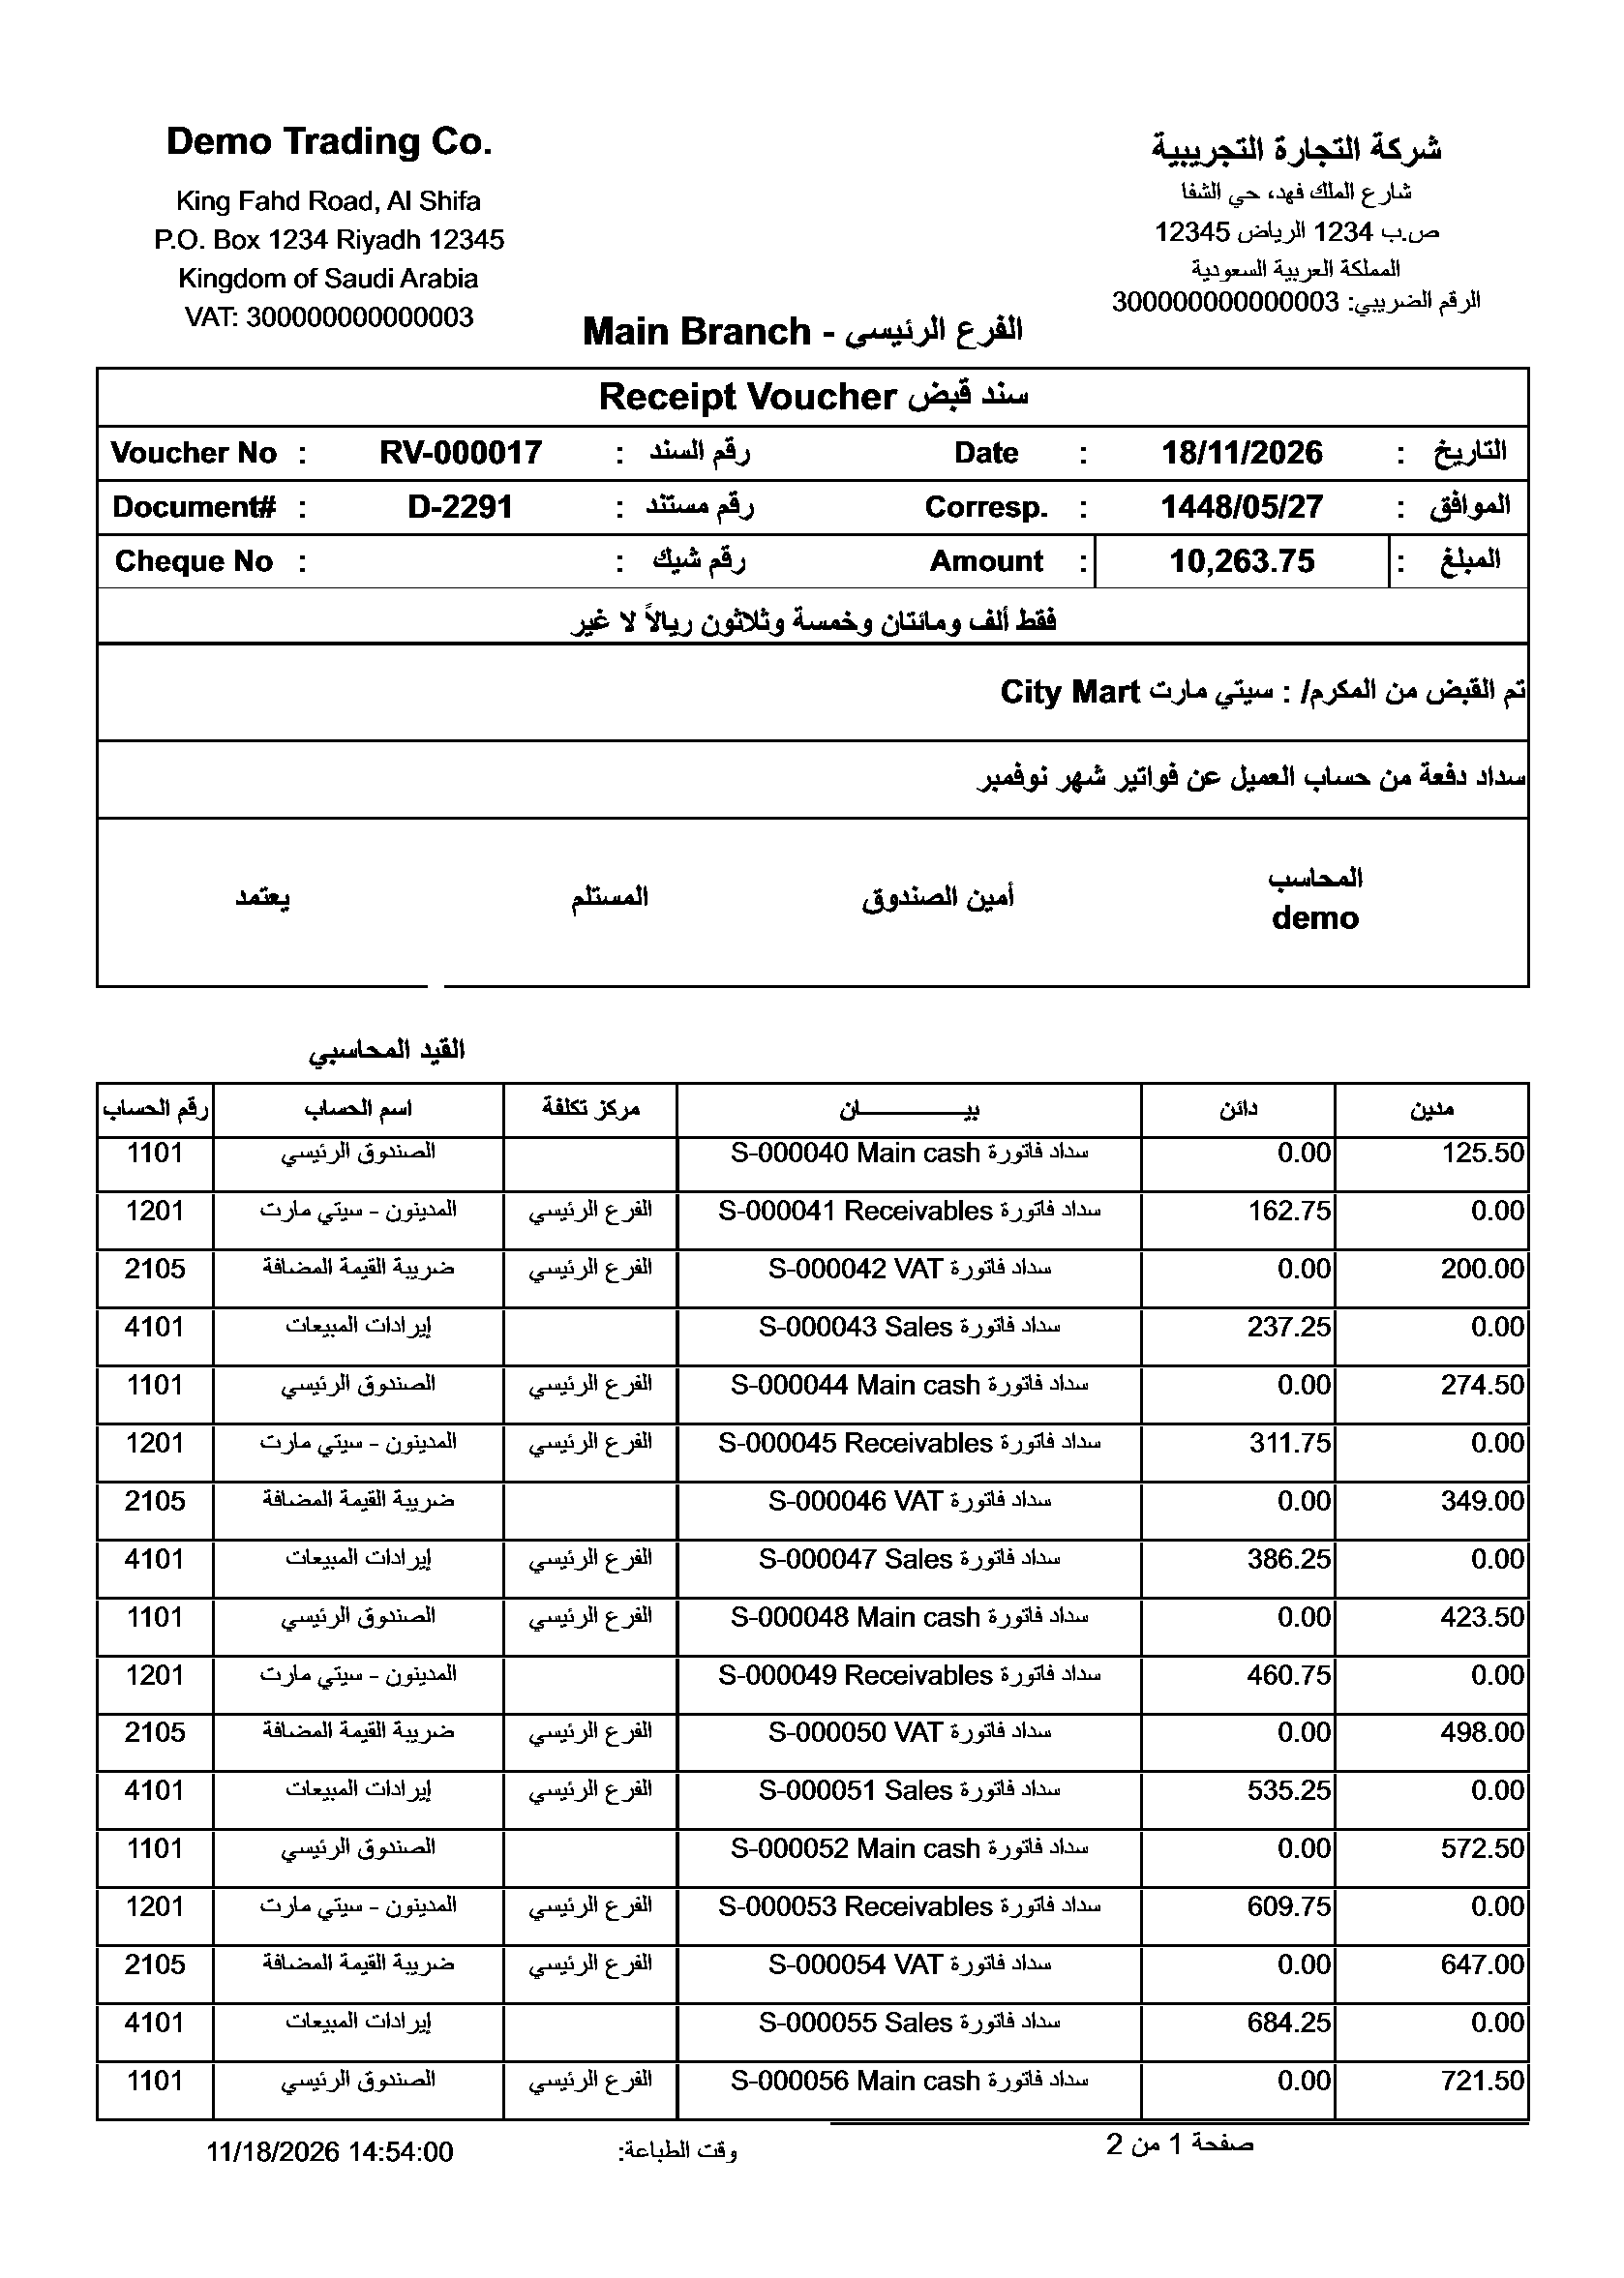 Demo Trading Co.
King Fahd Road, Al Shifa
P.O. Box 1234 Riyadh 12345
Kingdom of Saudi Arabia
VAT: 300000000000003
شركة التجارة التجريبية
شارع الملك فهد، حي الشفا
ص.ب 1234 الرياض 12345
المملكة العربية السعودية
الرقم الضريبي: 300000000000003
Main Branch - الفرع الرئيسي
Receipt Voucher سند قبض
Voucher No : RV-000017 : رقم السند Date : 18/11/2026 : التاريخ
Document# : D-2291 : رقم مستند Corresp. : 1448/05/27 : الموافق
Cheque No : : رقم شيك Amount : 10,263.75 : المبلغ
فقط ألف ومائتان وخمسة وثلاثون ريالاً لا غير
تم القبض من المكرم/ : سيتي مارت City Mart
سداد دفعة من حساب العميل عن فواتير شهر نوفمبر
المحاسب أمين الصندوق المستلم يعتمد
demo
القيد المحاسبي
رقم الحساب اسم الحساب مركز تكلفة بيـــــــــــــان دائن مدين
1101 الصندوق الرئيسي سداد فاتورة S-000040 Main cash 0.00 125.50
1201 المدينون - سيتي مارت الفرع الرئيسي سداد فاتورة S-000041 Receivables 162.75 0.00
2105 ضريبة القيمة المضافة الفرع الرئيسي سداد فاتورة S-000042 VAT 0.00 200.00
4101 إيرادات المبيعات سداد فاتورة S-000043 Sales 237.25 0.00
1101 الصندوق الرئيسي الفرع الرئيسي سداد فاتورة S-000044 Main cash 0.00 274.50
1201 المدينون - سيتي مارت الفرع الرئيسي سداد فاتورة S-000045 Receivables 311.75 0.00
2105 ضريبة القيمة المضافة سداد فاتورة S-000046 VAT 0.00 349.00
4101 إيرادات المبيعات الفرع الرئيسي سداد فاتورة S-000047 Sales 386.25 0.00
1101 الصندوق الرئيسي الفرع الرئيسي سداد فاتورة S-000048 Main cash 0.00 423.50
1201 المدينون - سيتي مارت سداد فاتورة S-000049 Receivables 460.75 0.00
2105 ضريبة القيمة المضافة الفرع الرئيسي سداد فاتورة S-000050 VAT 0.00 498.00
4101 إيرادات المبيعات الفرع الرئيسي سداد فاتورة S-000051 Sales 535.25 0.00
1101 الصندوق الرئيسي سداد فاتورة S-000052 Main cash 0.00 572.50
1201 المدينون - سيتي مارت الفرع الرئيسي سداد فاتورة S-000053 Receivables 609.75 0.00
2105 ضريبة القيمة المضافة الفرع الرئيسي سداد فاتورة S-000054 VAT 0.00 647.00
4101 إيرادات المبيعات سداد فاتورة S-000055 Sales 684.25 0.00
1101 الصندوق الرئيسي الفرع الرئيسي سداد فاتورة S-000056 Main cash 0.00 721.50
صفحة 1 من 2
وقت الطباعة: 11/18/2026 14:54:00